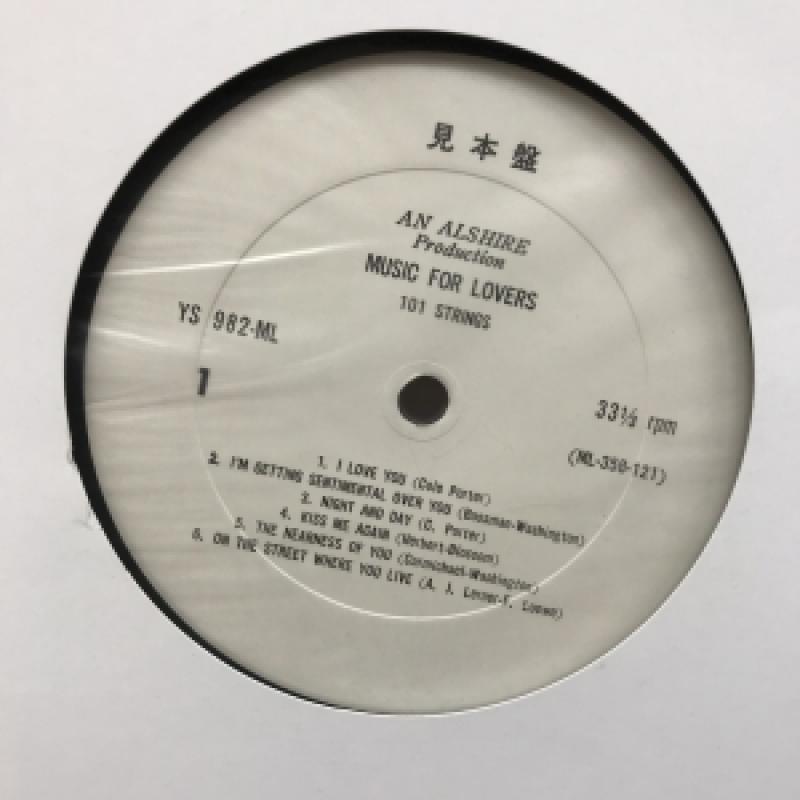 見本盤
AN ALSHIRE
Production
MUSIC FOR LOVERS
101 STRINGS
YS 982-ML
1
33⅓ rpm
(ML-350-121)
1. I LOVE YOU (Cole Porter)
2. I'M GETTING SENTIMENTAL OVER YOU (Bassman-Washington)
3. NIGHT AND DAY (C. Porter)
4. KISS ME AGAIN (Herbert-Blossom)
5. THE NEARNESS OF YOU (Carmichael-Washington)
6. ON THE STREET WHERE YOU LIVE (A. J. Lerner-F. Loewe)